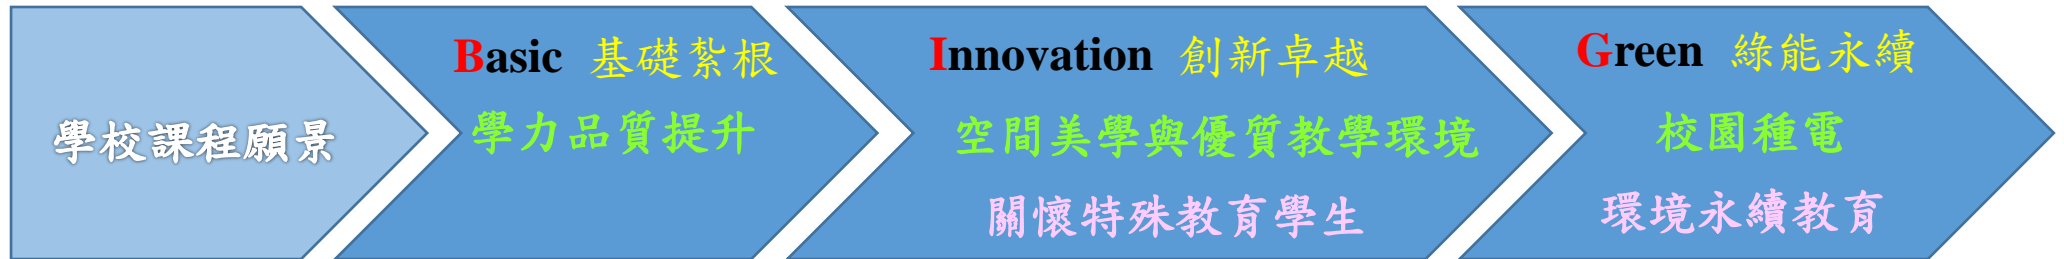 學校課程願景
Basic 基礎紮根
學力品質提升
Innovation 創新卓越
空間美學與優質教學環境
關懷特殊教育學生
Green 綠能永續
校園種電
環境永續教育